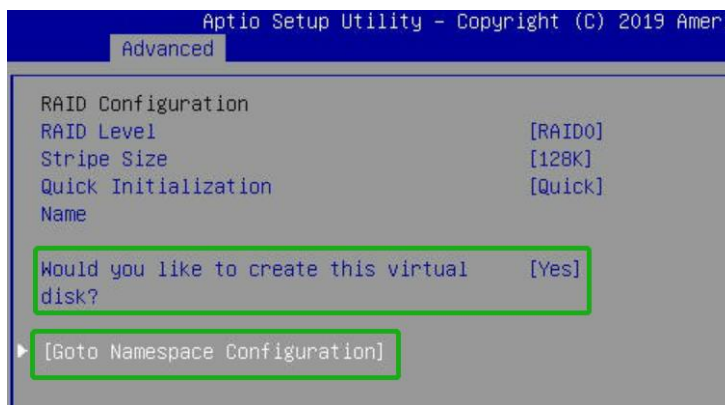 Aptio Setup Utility – Copyright (C) 2019 Amer
Advanced
RAID Configuration
RAID Level [RAID0]
Stripe Size [128K]
Quick Initialization [Quick]
Name
Would you like to create this virtual [Yes]
disk?
[Goto Namespace Configuration]